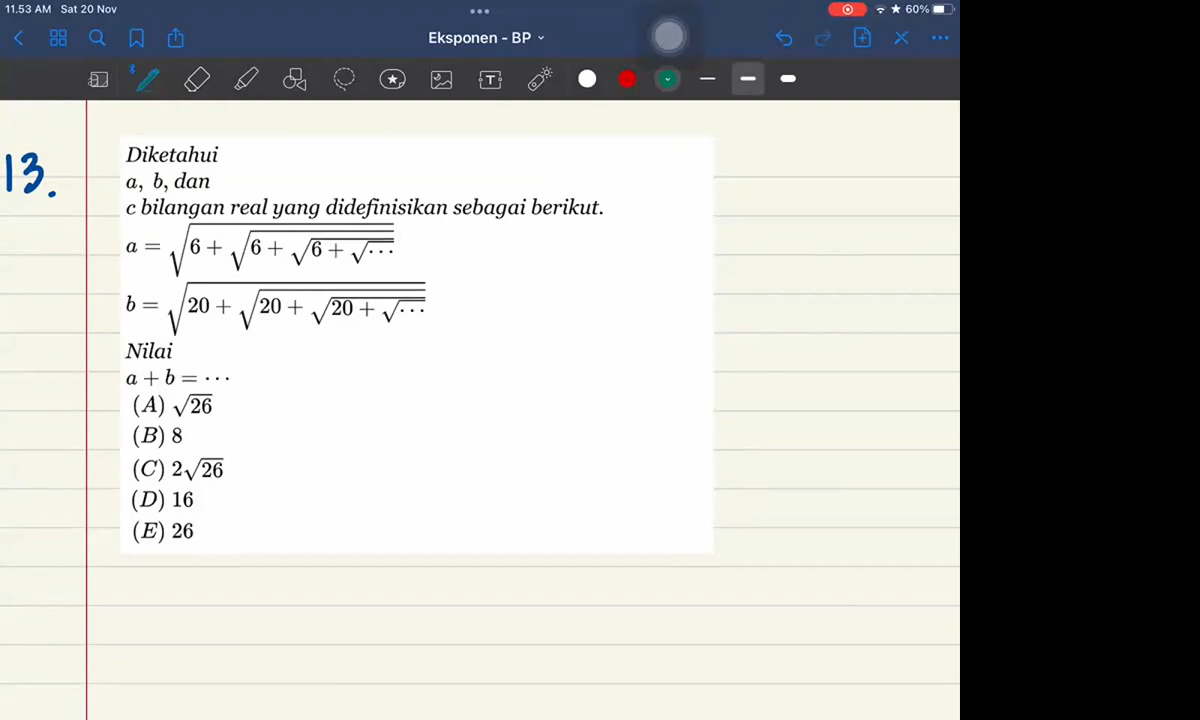 11.53 AM Sat 20 Nov
60%
Eksponen - BP
T
13.
Diketahui
a, b, dan
c bilangan real yang didefinisikan sebagai berikut.
a = √(6 + √(6 + √(6 + √⋯)))
b = √(20 + √(20 + √(20 + √⋯)))
Nilai
a + b = ⋯
(A) √26
(B) 8
(C) 2√26
(D) 16
(E) 26